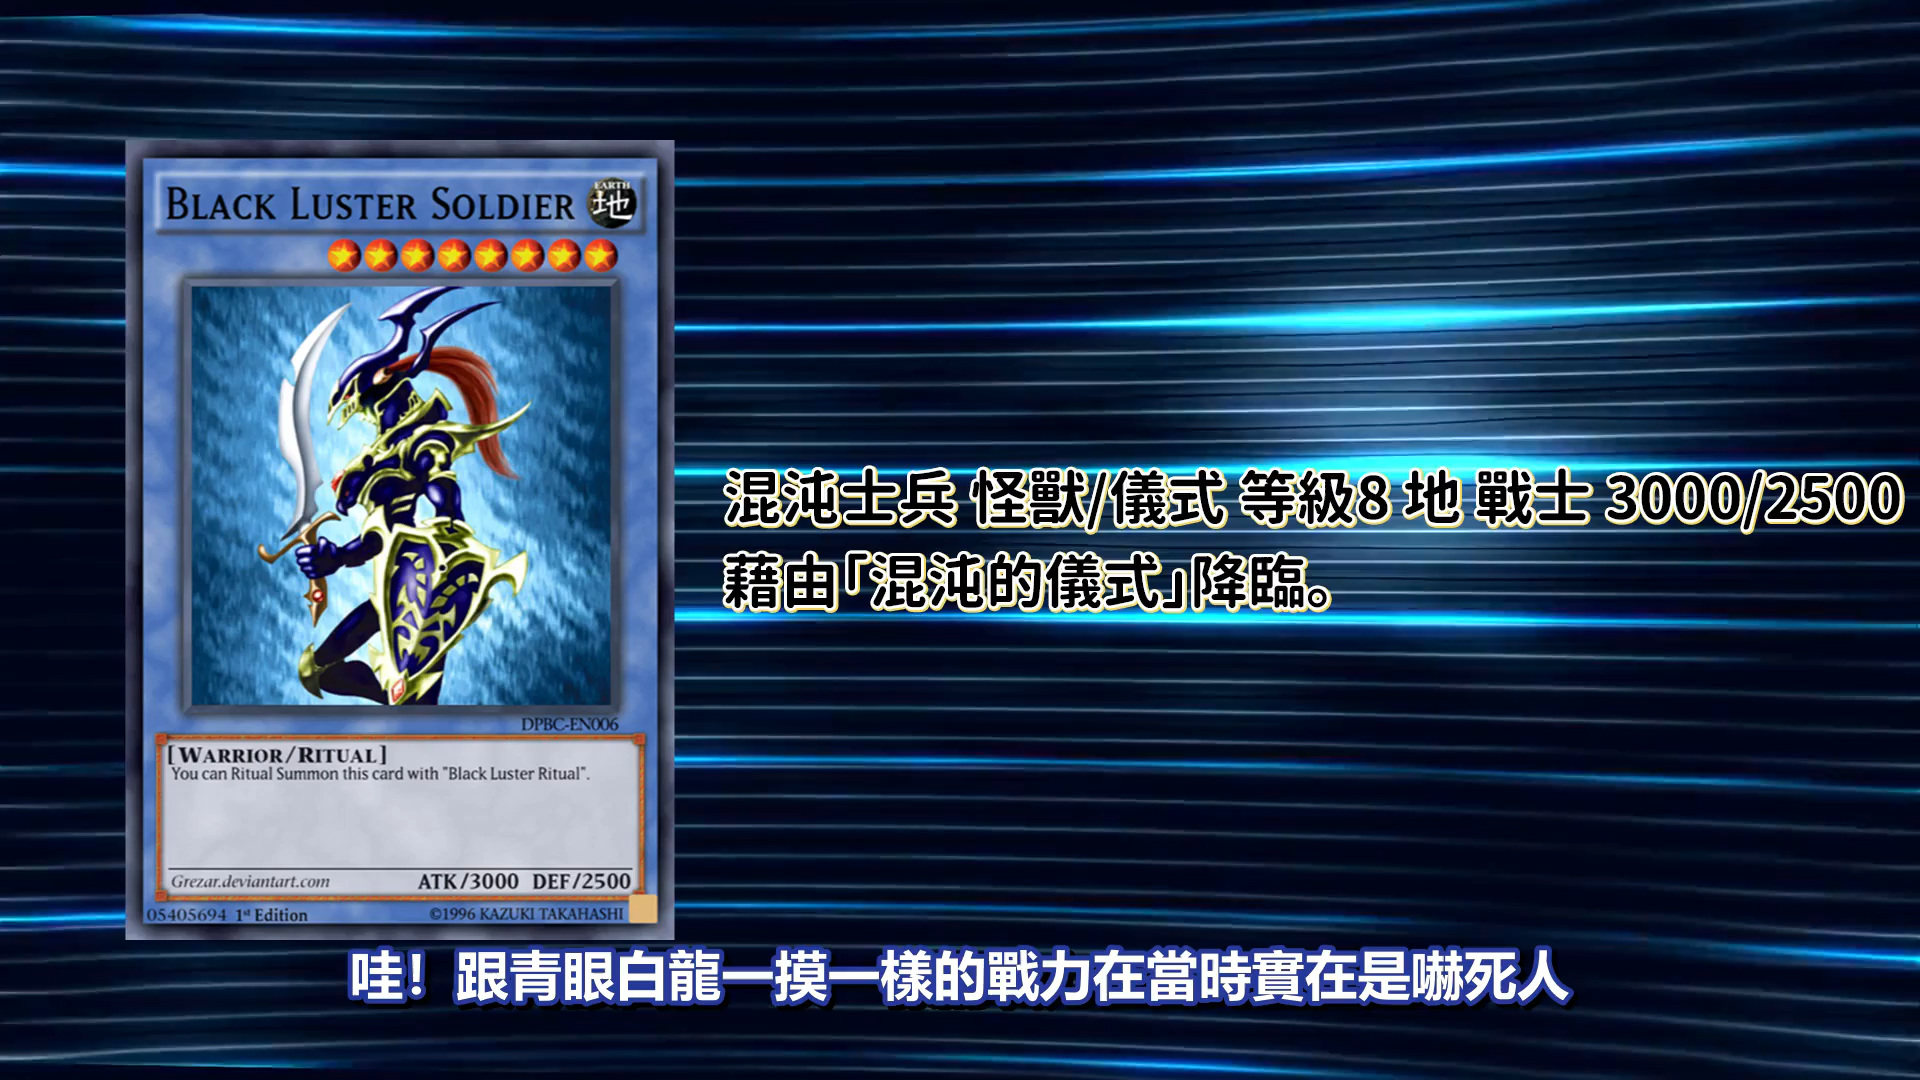 BLACK LUSTER SOLDIER
EARTH
地
DPBC-EN006
[WARRIOR/RITUAL]
You can Ritual Summon this card with "Black Luster Ritual".
Grezar.deviantart.com ATK/3000 DEF/2500
05405694 1st Edition ©1996 KAZUKI TAKAHASHI
混沌士兵 怪獸/儀式 等級8 地 戰士 3000/2500
藉由「混沌的儀式」降臨。
哇！跟青眼白龍一摸一樣的戰力在當時實在是嚇死人